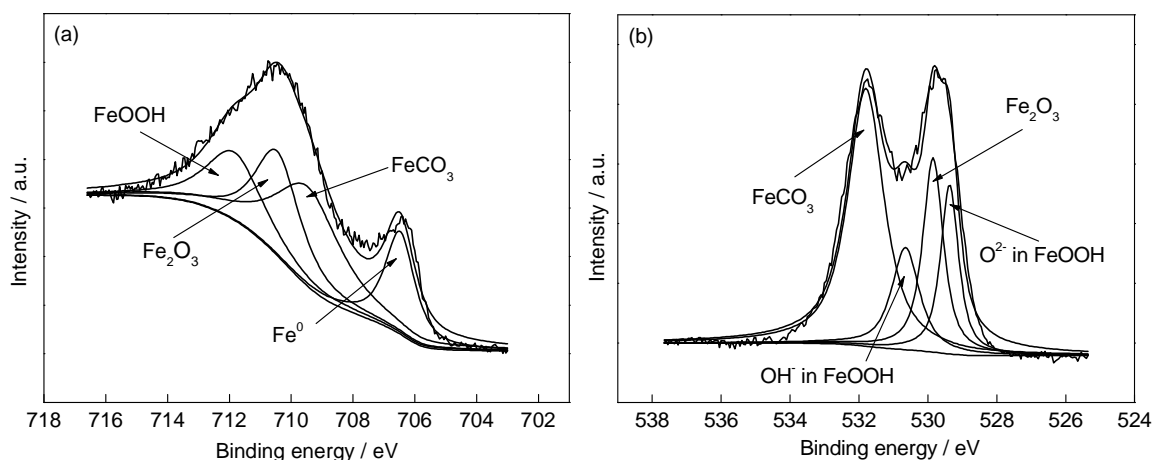 (a)
FeOOH
FeCO₃
Fe₂O₃
Fe⁰
Intensity / a.u.
718 716 714 712 710 708 706 704 702
Binding energy / eV
(b)
Fe₂O₃
FeCO₃
O²⁻ in FeOOH
OH⁻ in FeOOH
Intensity / a.u.
538 536 534 532 530 528 526 524
Binding energy / eV